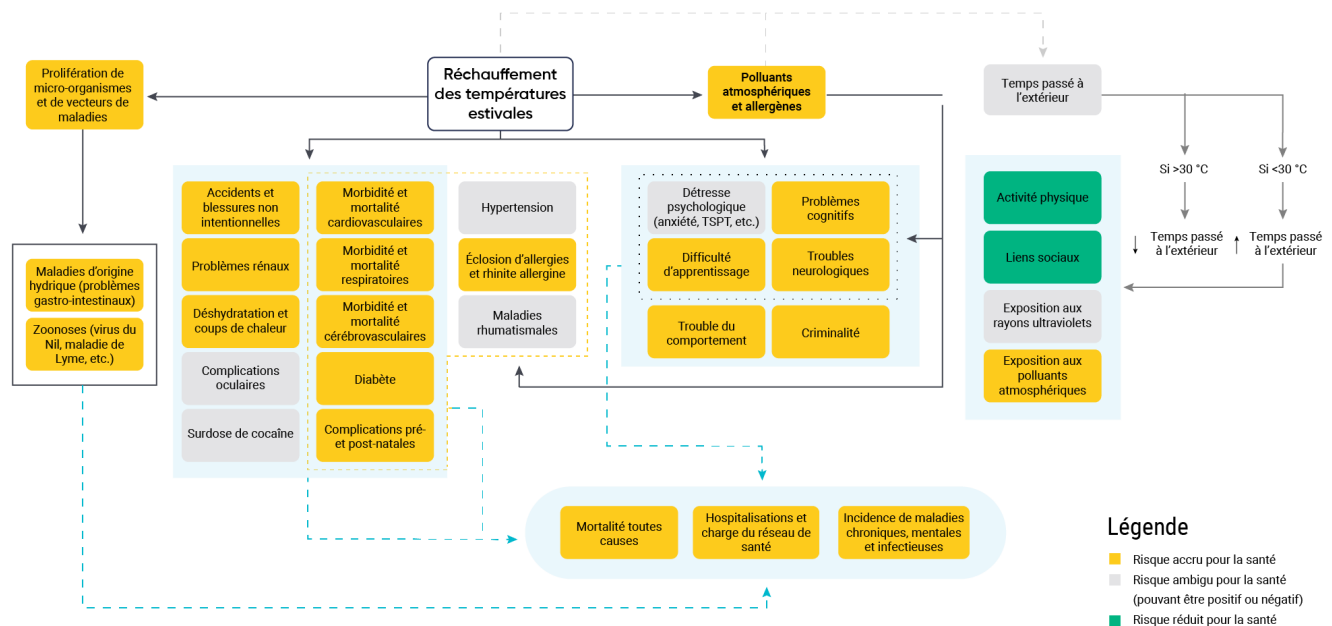 Prolifération de
micro-organismes
et de vecteurs de
maladies
Réchauffement
des températures
estivales
Polluants
atmosphériques
et allergènes
Temps passé à
l'extérieur
Si >30 °C
Si <30 °C
Temps passé
à l'extérieur
Temps passé
à l'extérieur
Accidents et
blessures non
intentionnelles
Problèmes rénaux
Déshydratation et
coups de chaleur
Complications
oculaires
Surdose de cocaïne
Morbidité et
mortalité
cardiovasculaires
Morbidité et
mortalité
respiratoires
Morbidité et
mortalité
cérébrovasculaires
Diabète
Complications pré-
et post-natales
Hypertension
Éclosion d'allergies
et rhinite allergine
Maladies
rhumatismales
Détresse
psychologique
(anxiété, TSPT, etc.)
Problèmes
cognitifs
Difficulté
d'apprentissage
Troubles
neurologiques
Trouble du
comportement
Criminalité
Activité physique
Liens sociaux
Exposition aux
rayons ultraviolets
Exposition aux
polluants
atmosphériques
Maladies d'origine
hydrique (problèmes
gastro-intestinaux)
Zoonoses (virus du
Nil, maladie de
Lyme, etc.)
Mortalité toutes
causes
Hospitalisations et
charge du réseau de
santé
Incidence de maladies
chroniques, mentales
et infectieuses
Légende
Risque accru pour la santé
Risque ambigu pour la santé
(pouvant être positif ou négatif)
Risque réduit pour la santé